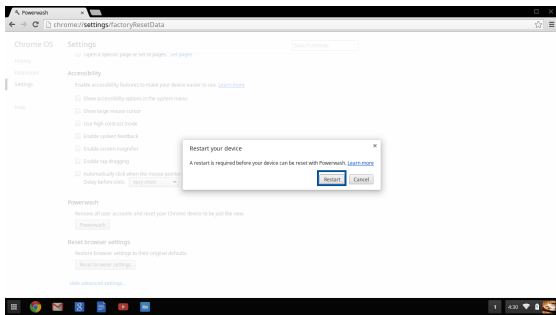 Powerwash
chrome://settings/factoryResetData
Chrome OS
Settings
Open a specific page or set of pages. Set pages
Accessibility
Settings
Enable accessibility features to make your device easier to use. Learn more
Show accessibility options in the system menu
Show large mouse cursor
Help
Use high contrast mode
Enable spoken feedback
Enable screen magnifier
Enable tap dragging
Automatically click when the mouse pointer
Delay before click:
very short
Restart your device
A restart is required before your device can be reset with Powerwash. Learn more
Restart
Cancel
Powerwash
Remove all user accounts and reset your Chrome device to be just like new.
Powerwash
Reset browser settings
Restore browser settings to their original defaults.
Reset browser settings
Hide advanced settings...
1
4:30